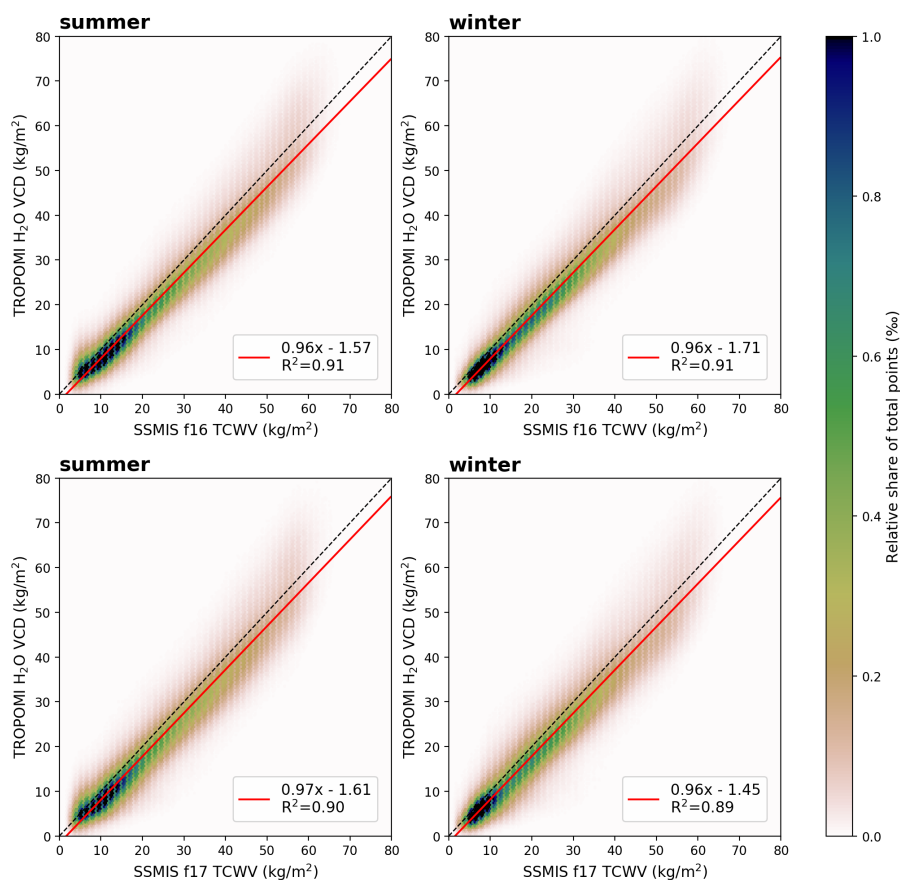 summer
winter
TROPOMI H₂O VCD (kg/m²)
80
70
60
50
40
30
20
10
0
0.96x - 1.57
R²=0.91
0 10 20 30 40 50 60 70 80
SSMIS f16 TCWV (kg/m²)
TROPOMI H₂O VCD (kg/m²)
80
70
60
50
40
30
20
10
0
0.96x - 1.71
R²=0.91
0 10 20 30 40 50 60 70 80
SSMIS f16 TCWV (kg/m²)
summer
winter
TROPOMI H₂O VCD (kg/m²)
80
70
60
50
40
30
20
10
0
0.97x - 1.61
R²=0.90
0 10 20 30 40 50 60 70 80
SSMIS f17 TCWV (kg/m²)
TROPOMI H₂O VCD (kg/m²)
80
70
60
50
40
30
20
10
0
0.96x - 1.45
R²=0.89
0 10 20 30 40 50 60 70 80
SSMIS f17 TCWV (kg/m²)
1.0
0.8
0.6
0.4
0.2
0.0
Relative share of total points (‰)